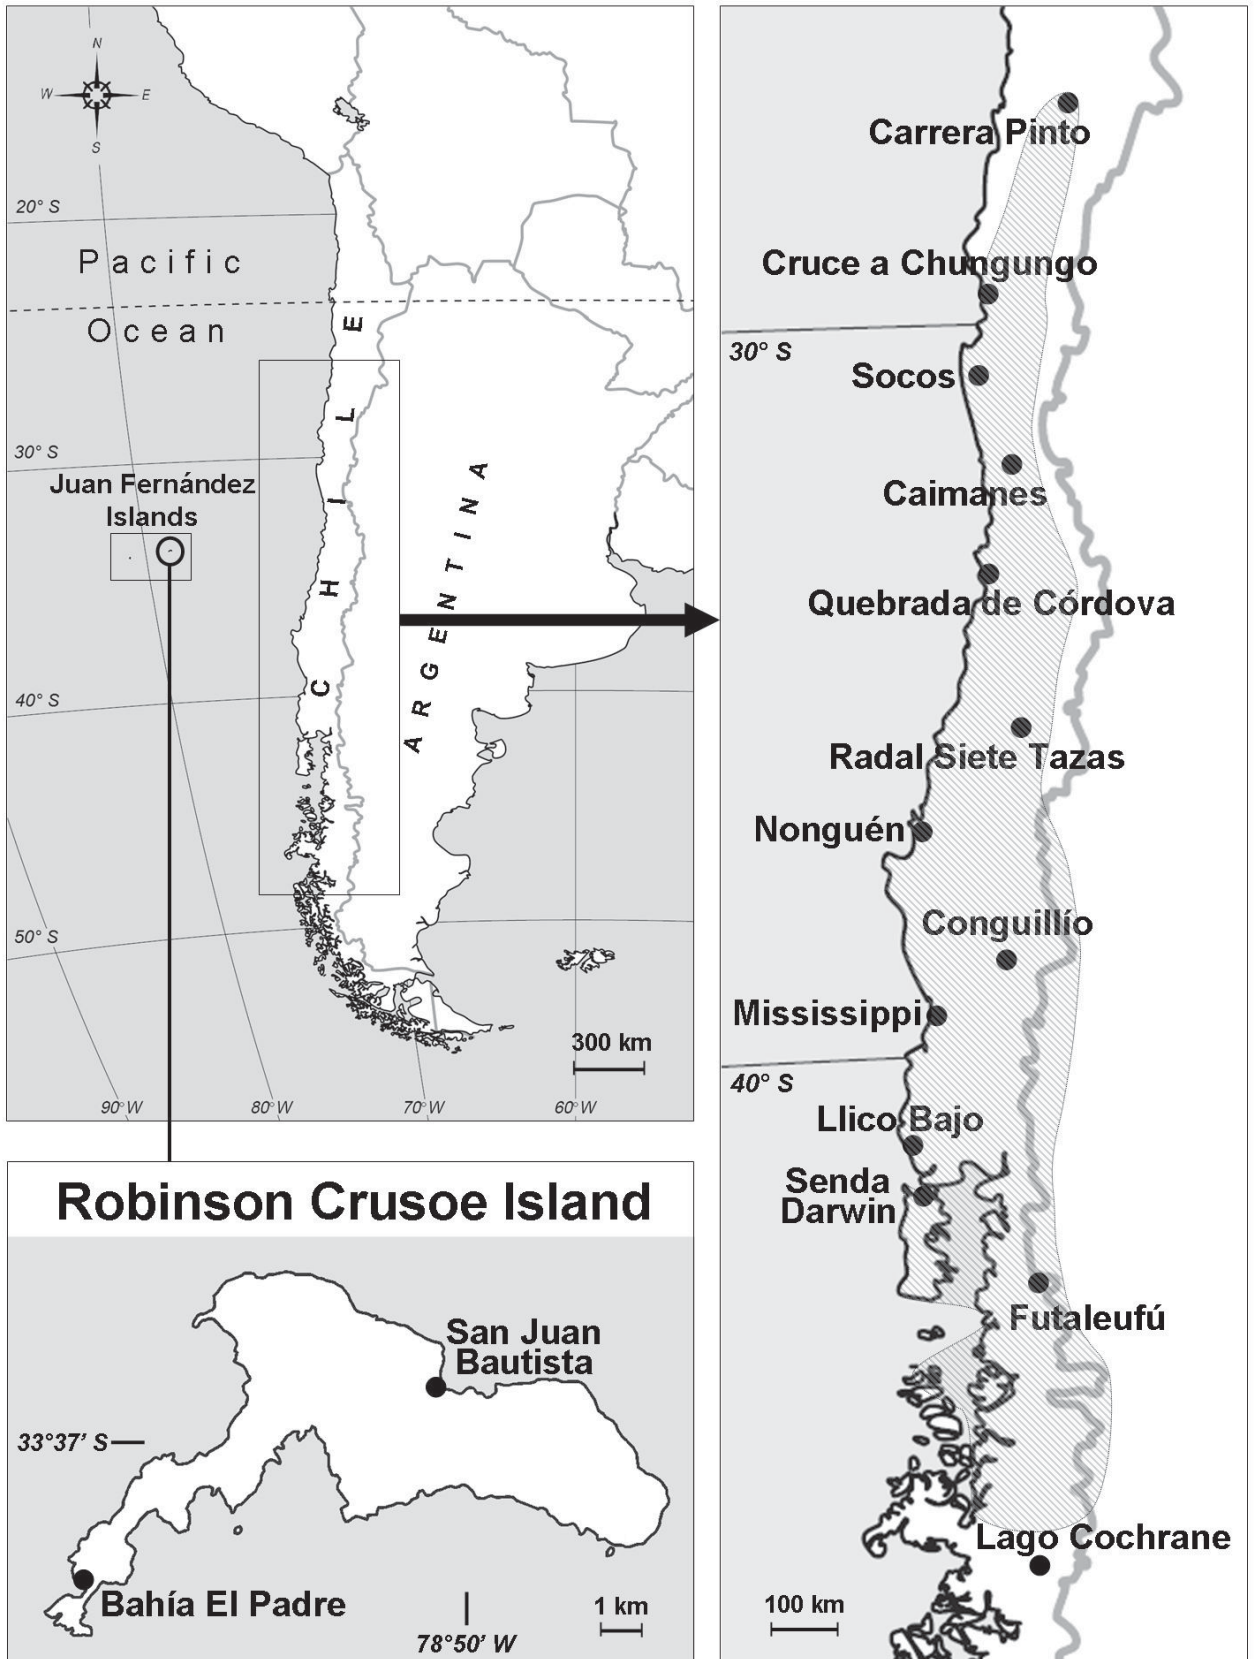 N
W E
S
20° S
Pacific
Ocean
30° S
Juan Fernández
Islands
40° S
50° S
CHILE
ARGENTINA
300 km
90°W
80°W
70°W
60°W
Robinson Crusoe Island
San Juan
Bautista
33°37' S
Bahía El Padre
78°50' W
1 km
Carrera Pinto
Cruce a Chungungo
30° S
Socos
Caimanes
Quebrada de Córdova
Radal Siete Tazas
Nonguén
Conguillío
Mississippi
40° S
Llico Bajo
Senda
Darwin
Futaleufú
Lago Cochrane
100 km